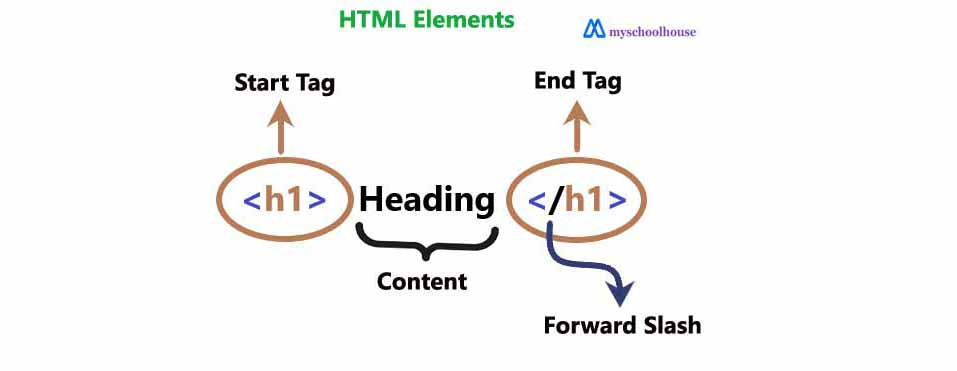 HTML Elements
myschoolhouse
Start Tag
End Tag
<h1> Heading </h1>
Content
Forward Slash